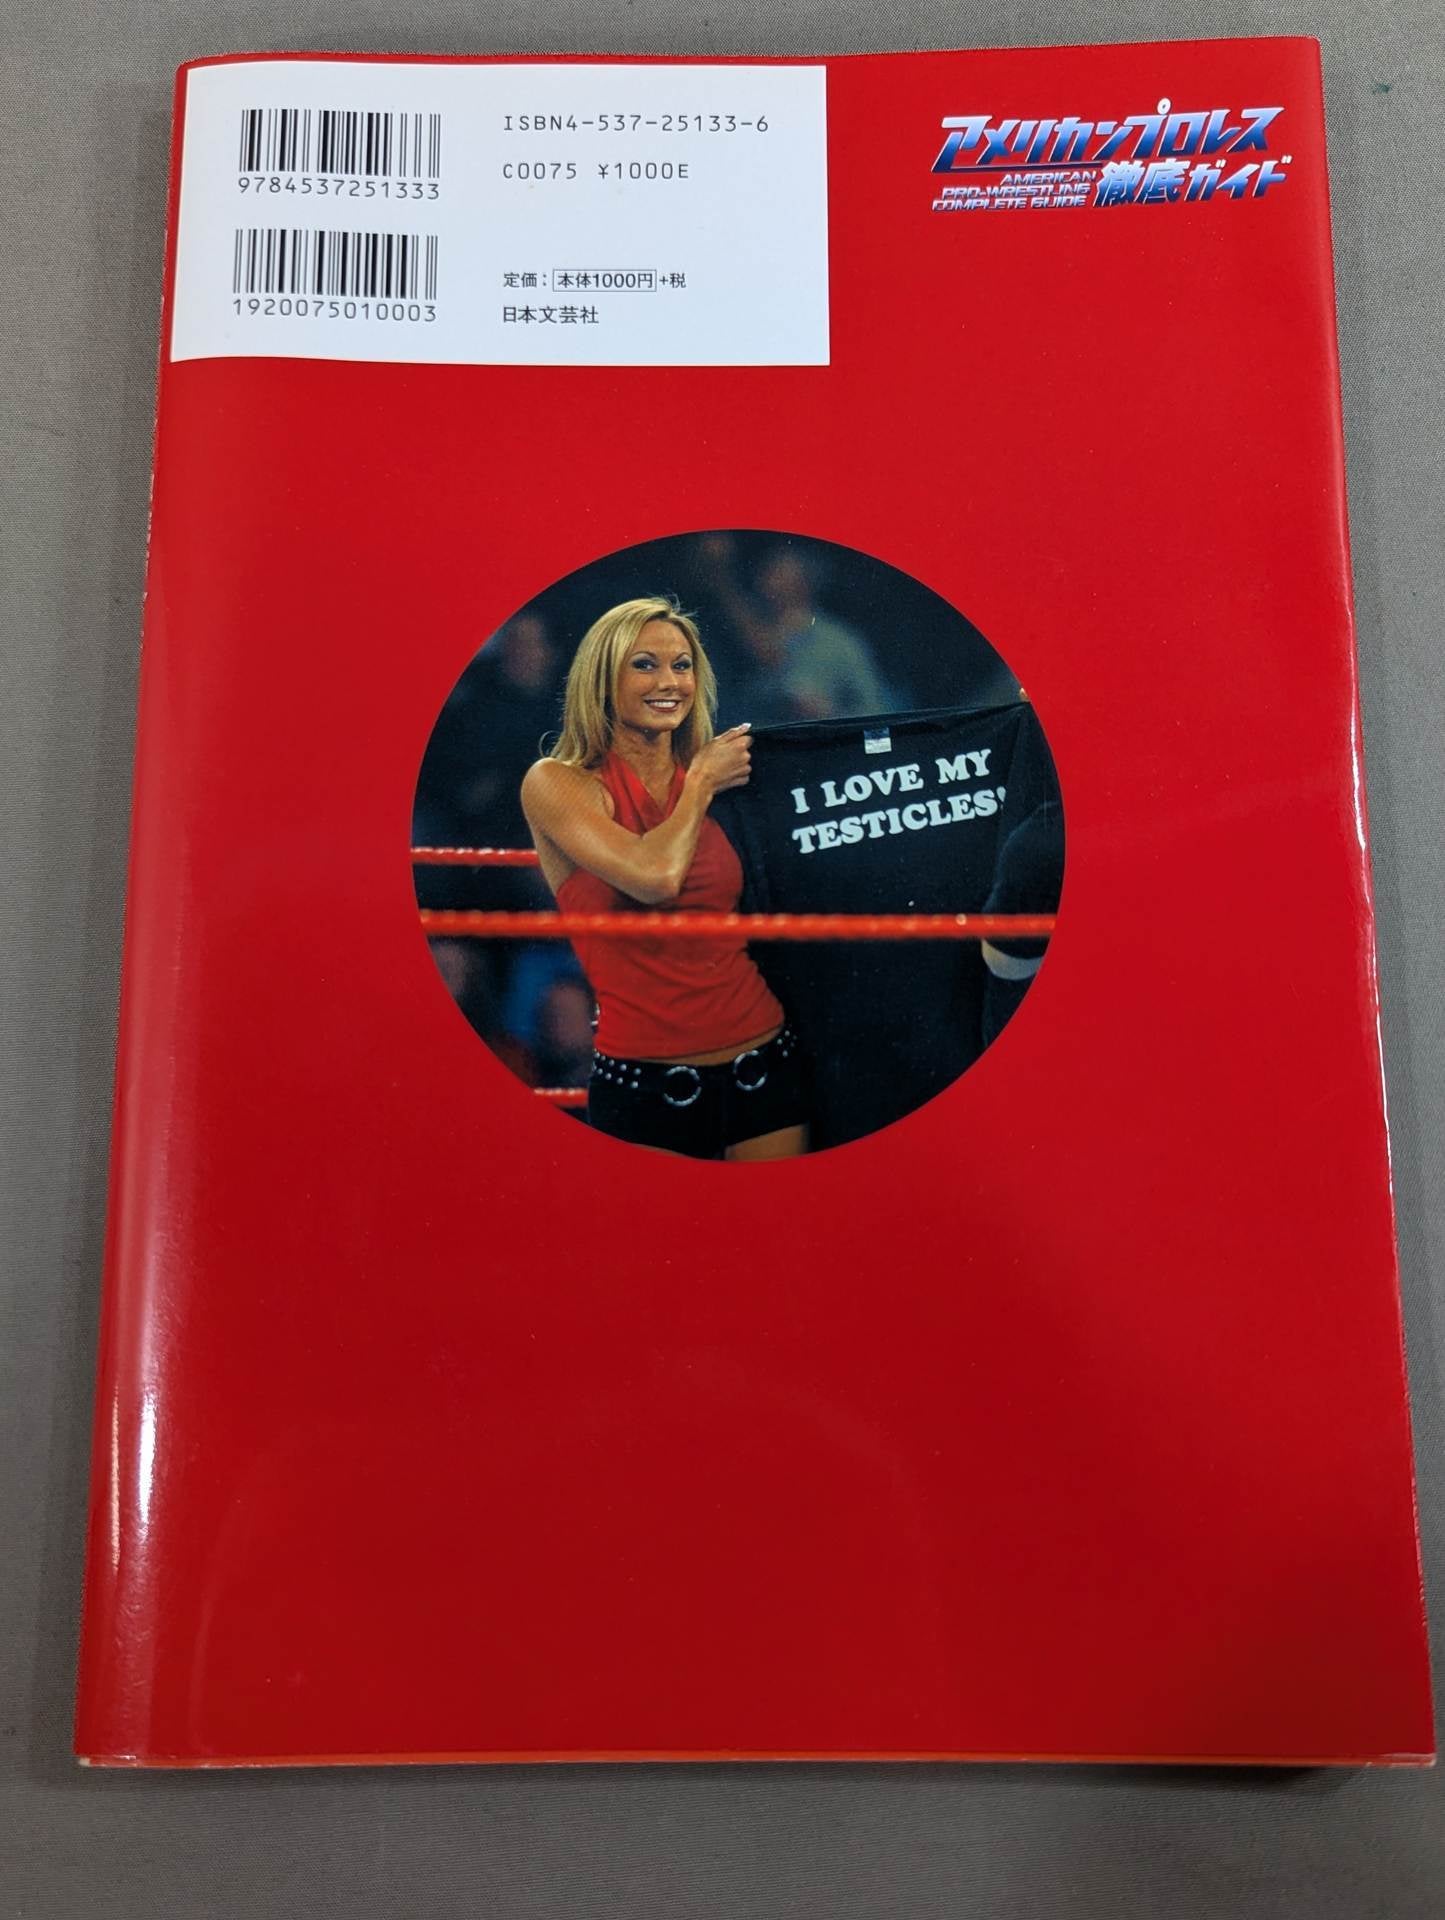 9784537251333
ISBN4-537-25133-6
C0075 ¥1000E
1920075010003
定価：本体1000円+税
日本文芸社
アメリカンプロレス
AMERICAN
PRO-WRESTLING
COMPLETE GUIDE
徹底ガイド
I LOVE MY
TESTICLES!